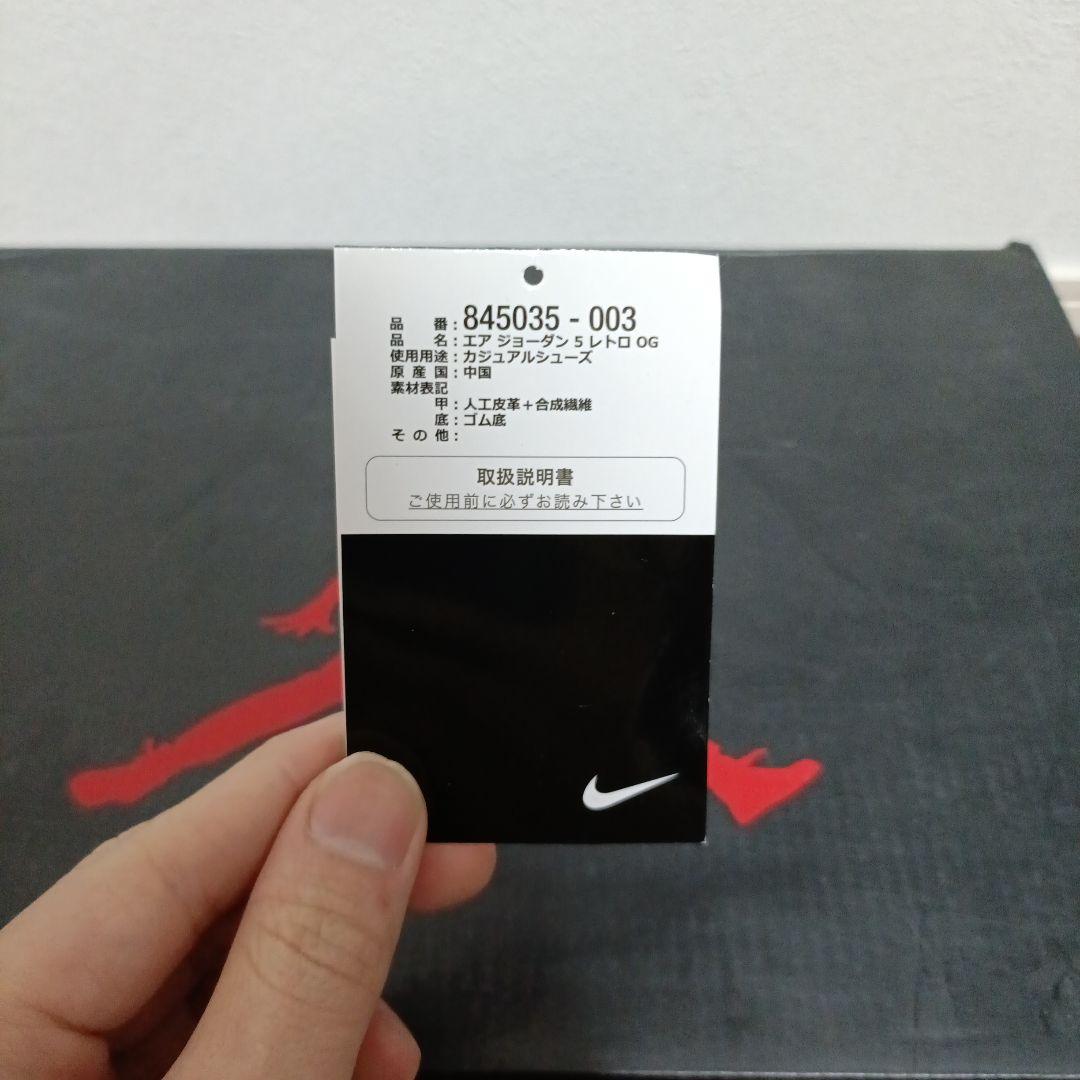 品 番：845035 - 003
品 名：エア ジョーダン 5 レトロ OG
使用用途：カジュアルシューズ
原産国：中国
素材表記
甲：人工皮革＋合成繊維
底：ゴム底
その他：
取扱説明書
ご使用前に必ずお読み下さい